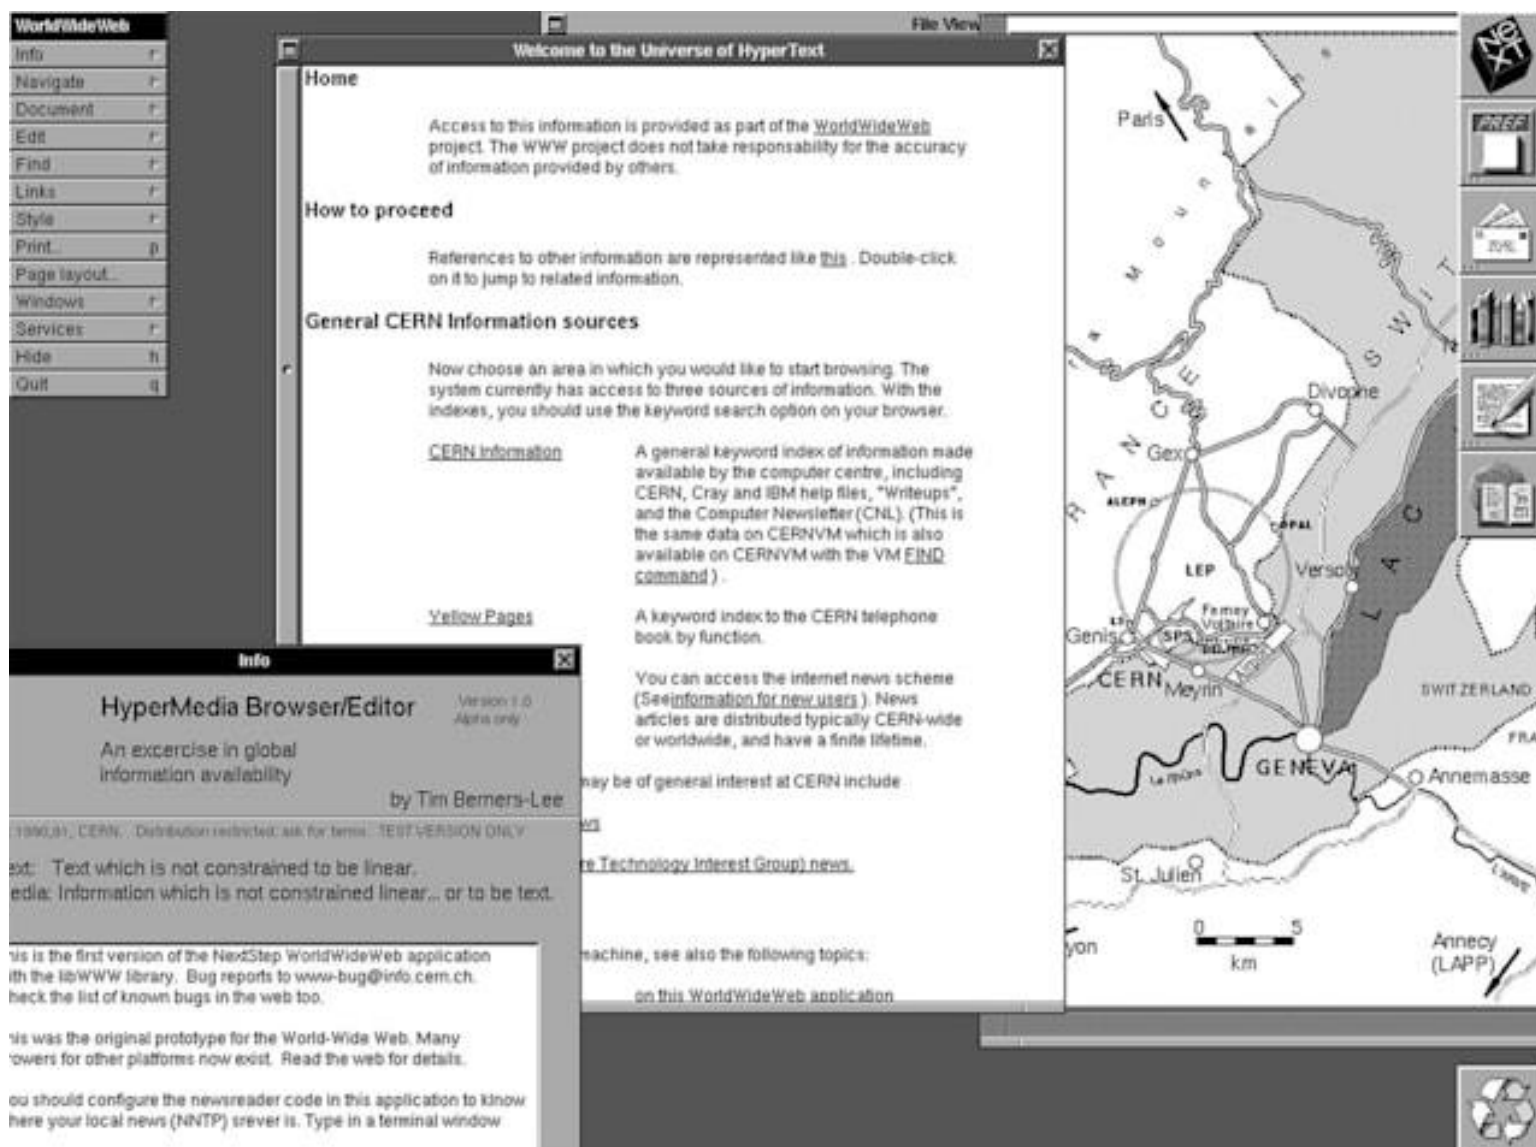 WorldWideWeb
Info
Navigate
Document
Edit
Find
Links
Style
Print... p
Page layout...
Windows
Services
Hide h
Quit q
File View
Welcome to the Universe of HyperText
Home
Access to this information is provided as part of the WorldWideWeb
project. The WWW project does not take responsability for the accuracy
of information provided by others.
How to proceed
References to other information are represented like this . Double-click
on it to jump to related information.
General CERN Information sources
Now choose an area in which you would like to start browsing. The
system currently has access to three sources of information. With the
indexes, you should use the keyword search option on your browser.
CERN Information
A general keyword index of information made
available by the computer centre, including
CERN, Cray and IBM help files, "Writeups",
and the Computer Newsletter (CNL). (This is
the same data on CERNVM which is also
available on CERNVM with the VM FIND
command ) .
Yellow Pages
A keyword index to the CERN telephone
book by function.
You can access the internet news scheme
(Seeinformation for new users ). News
articles are distributed typically CERN-wide
or worldwide, and have a finite lifetime.
may be of general interest at CERN include
ws
re Technology Interest Group) news.
machine, see also the following topics:
on this WorldWideWeb application
Info
HyperMedia Browser/Editor
Version 1.0
Alpha only
An excercise in global
information availability
by Tim Berners-Lee
1990,91, CERN. Distribution restricted: ask for terms. TEST VERSION ONLY
ext: Text which is not constrained to be linear.
edia: Information which is not constrained linear... or to be text.
his is the first version of the NextStep WorldWideWeb application
ith the libWWW library. Bug reports to www-bug@info.cern.ch.
heck the list of known bugs in the web too.
his was the original prototype for the World-Wide Web. Many
rowers for other platforms now exist. Read the web for details.
ou should configure the newsreader code in this application to klnow
here your local news (NNTP) srever is. Type in a terminal window
Paris
SWIT
RANCE
Divonne
Gex
ALEPH
OPAL
LEP
LAC
Versoi
L3
Ferney
Voltaire
Genis
SPS
CERN
Meyrin
SWITZERLAND
FRA
GENEVA
Le Rhône
Annemasse
St. Julien
L'ARVE
yon
0 5
km
Annecy
(LAPP)
NeXT
PREF